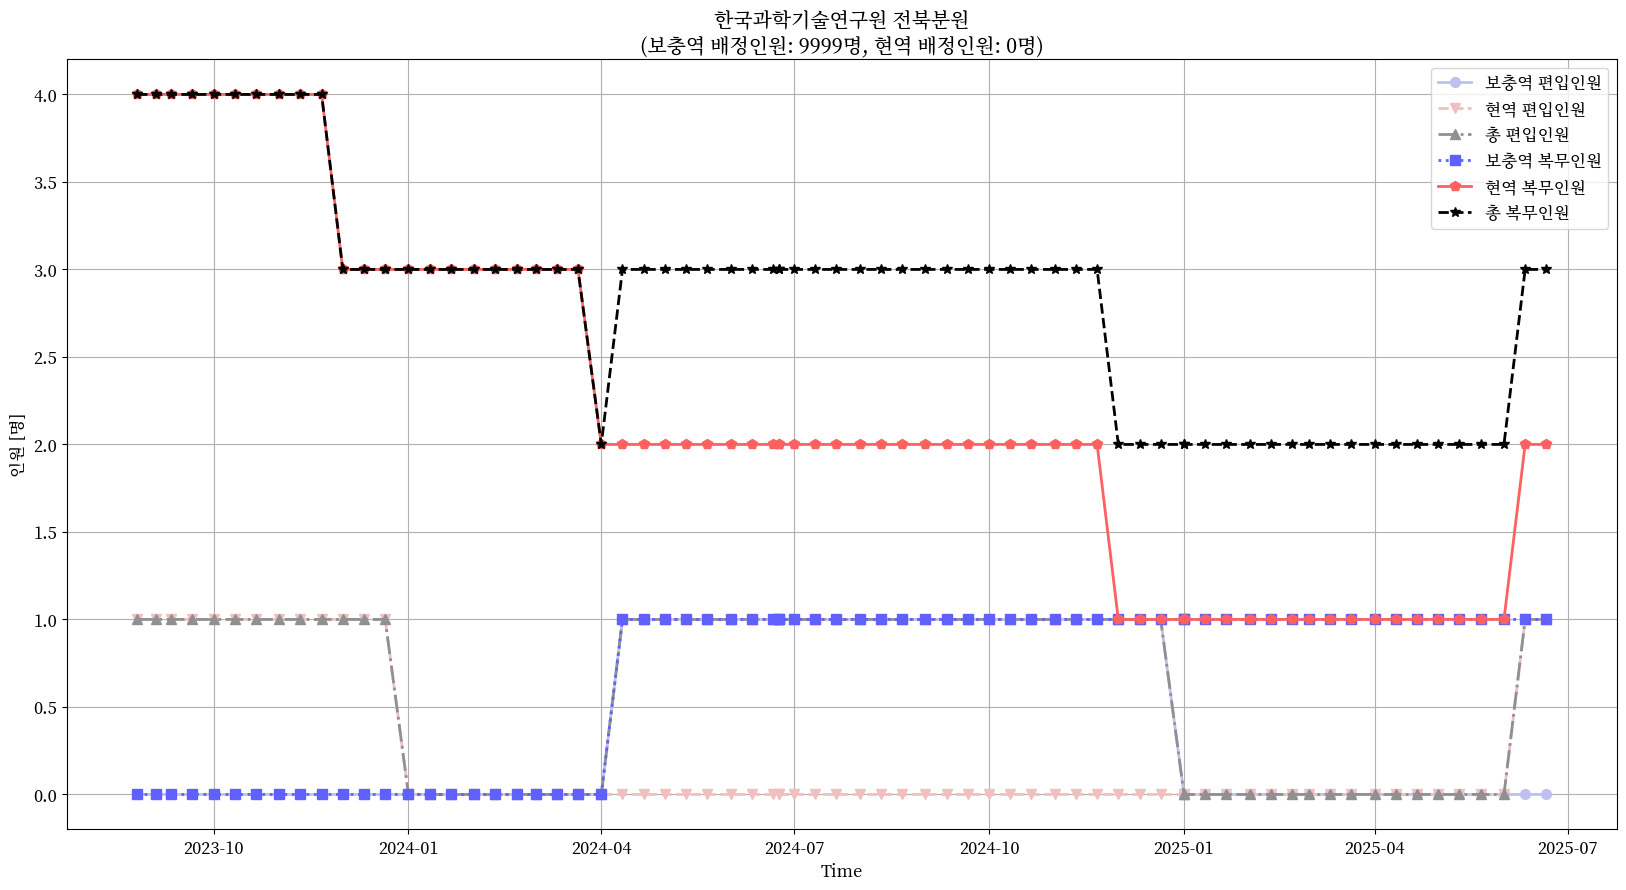 한국과학기술연구원 전북분원
(보충역 배정인원: 9999명, 현역 배정인원: 0명)
보충역 편입인원
현역 편입인원
총 편입인원
보충역 복무인원
현역 복무인원
총 복무인원
인원 [명]
4.0
3.5
3.0
2.5
2.0
1.5
1.0
0.5
0.0
2023-10
2024-01
2024-04
2024-07
2024-10
2025-01
2025-04
2025-07
Time